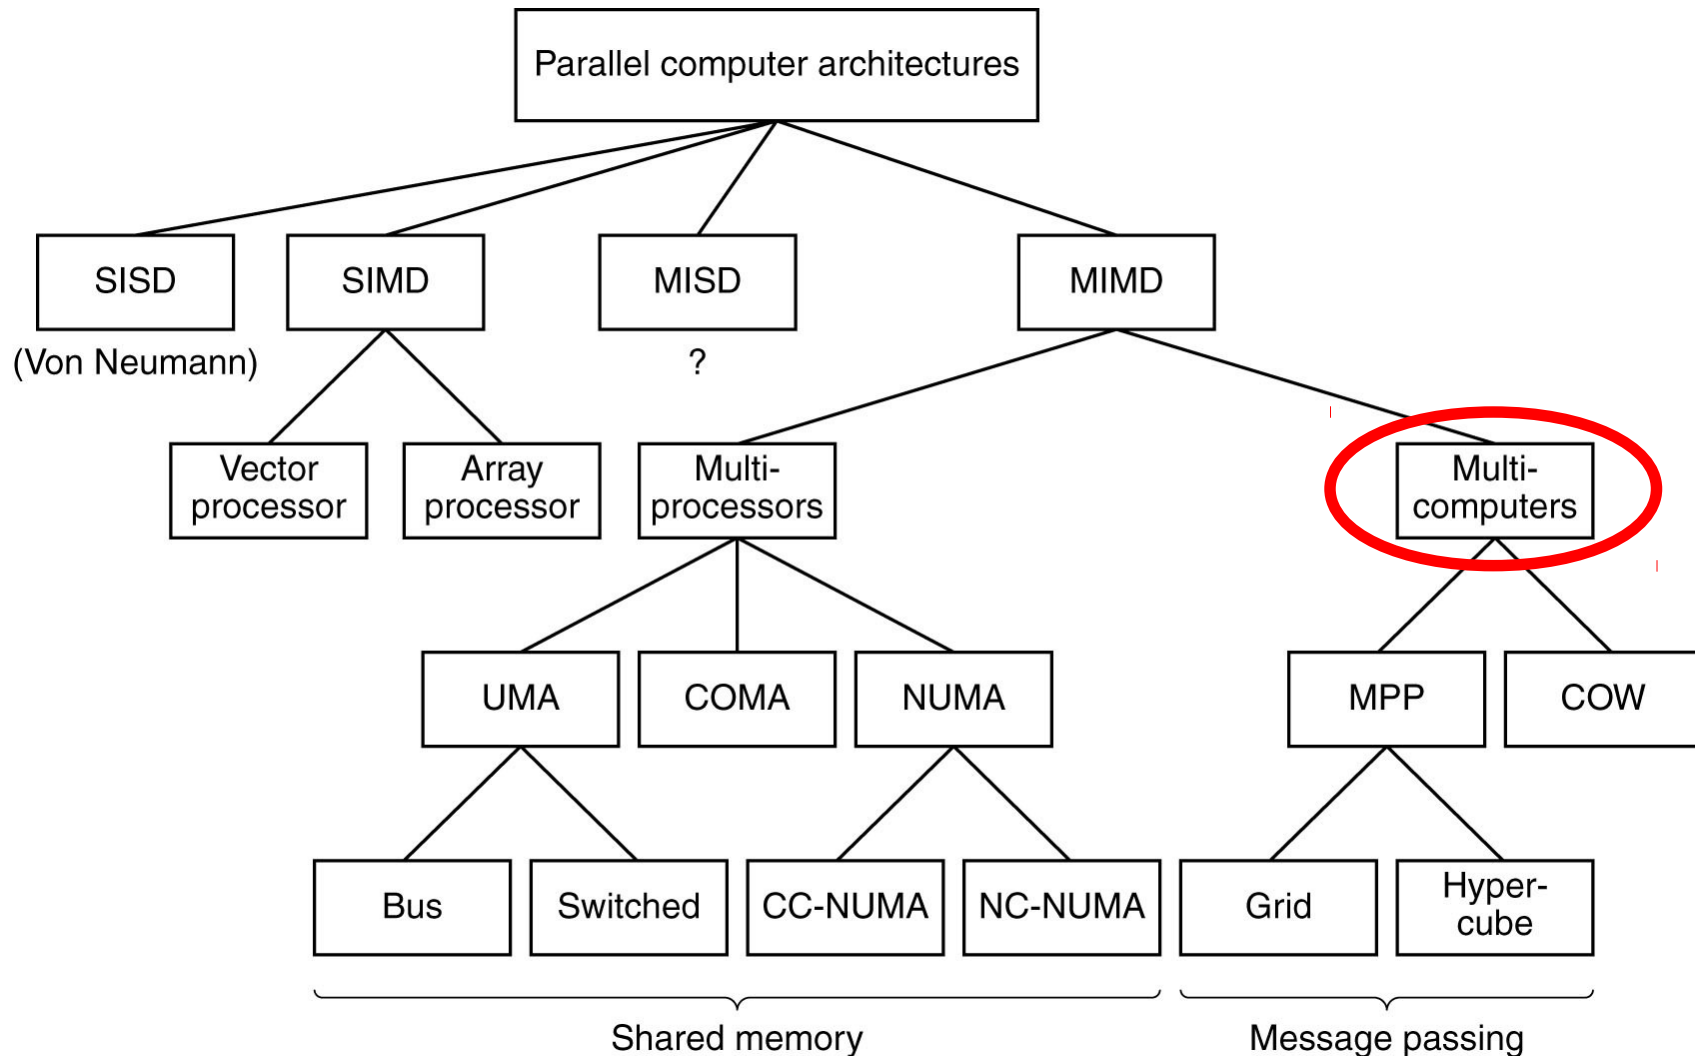 Parallel computer architectures
SISD
SIMD
MISD
MIMD
(Von Neumann)
?
Vector
processor
Array
processor
Multi-
processors
Multi-
computers
UMA
COMA
NUMA
MPP
COW
Bus
Switched
CC-NUMA
NC-NUMA
Grid
Hyper-
cube
Shared memory
Message passing